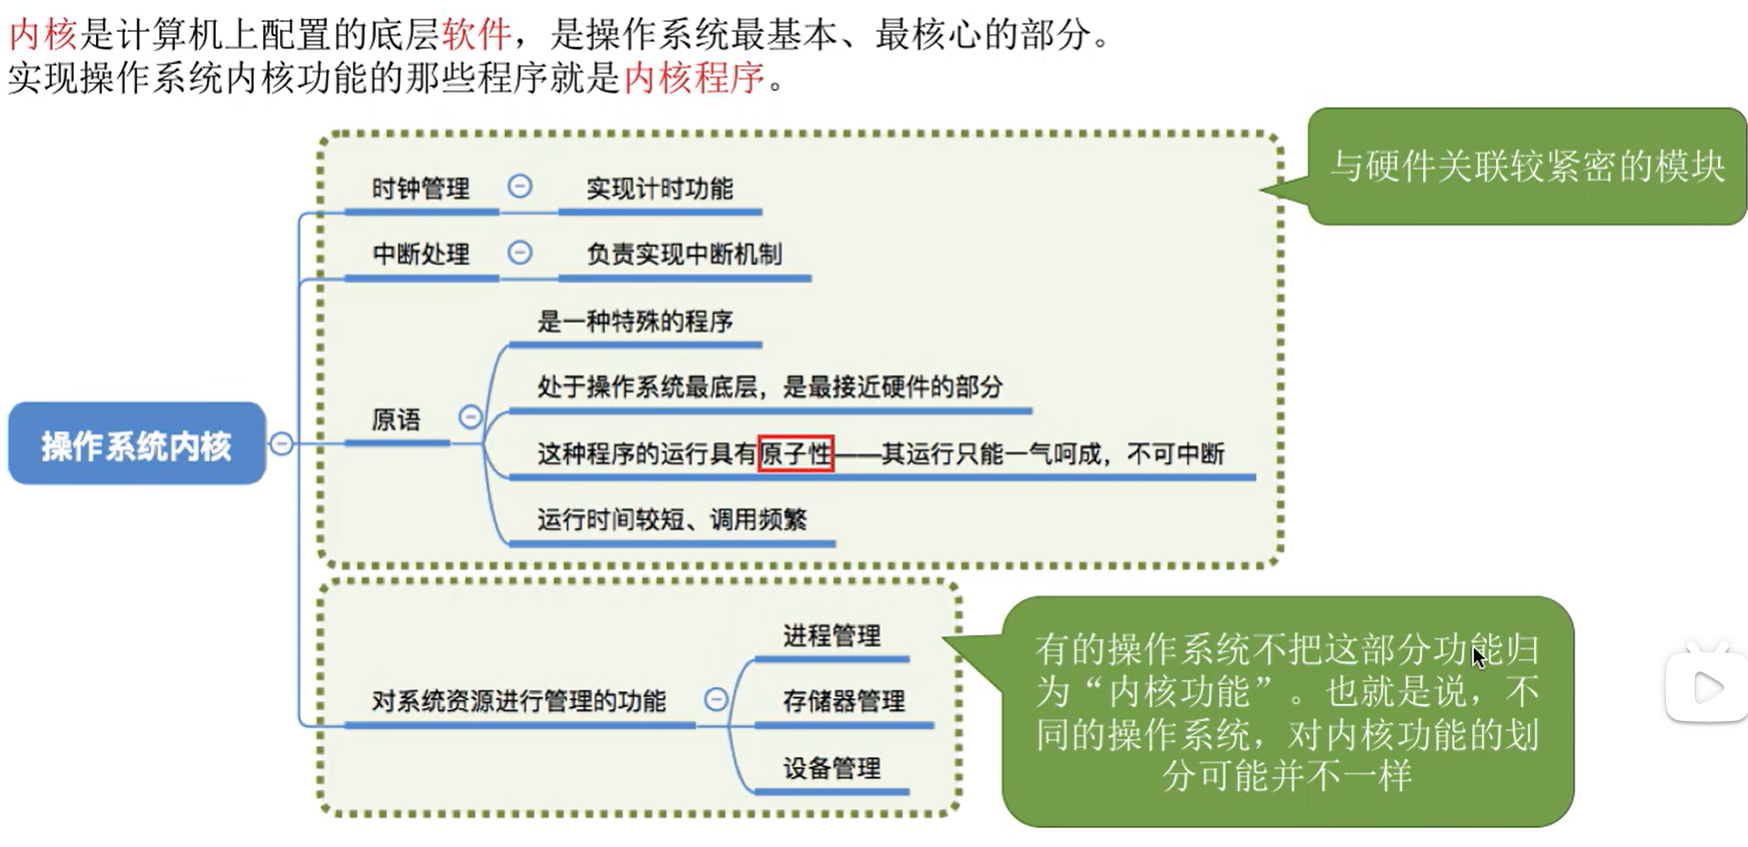 内核是计算机上配置的底层软件，是操作系统最基本、最核心的部分。
实现操作系统内核功能的那些程序就是内核程序。
与硬件关联较紧密的模块
时钟管理
实现计时功能
中断处理
负责实现中断机制
是一种特殊的程序
处于操作系统最底层，是最接近硬件的部分
原语
操作系统内核
这种程序的运行具有原子性——其运行只能一气呵成，不可中断
运行时间较短、调用频繁
进程管理
对系统资源进行管理的功能
存储器管理
设备管理
有的操作系统不把这部分功能归
为“内核功能”。也就是说，不
同的操作系统，对内核功能的划
分可能并不一样